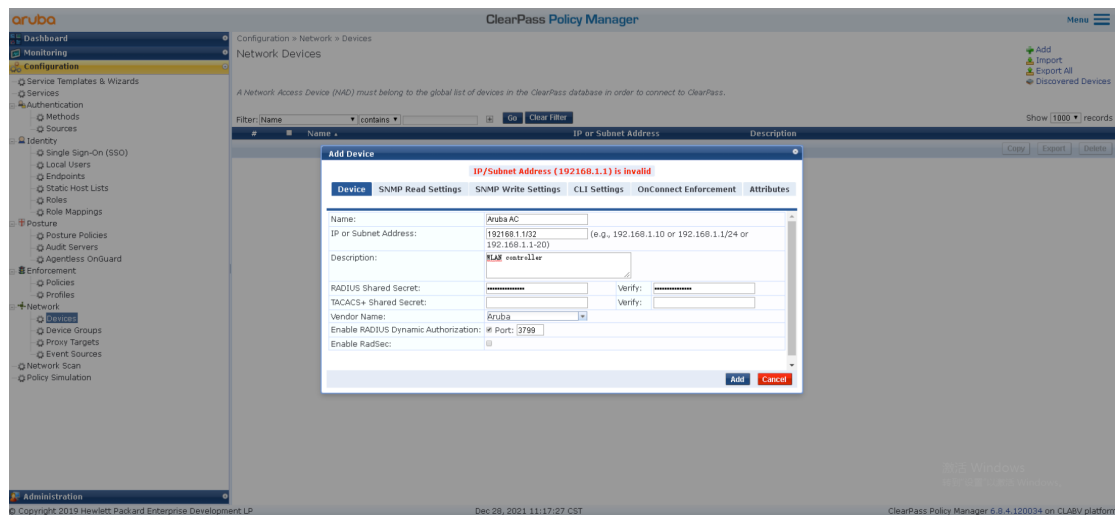 aruba
ClearPass Policy Manager
Menu
Dashboard
Monitoring
Configuration
Service Templates & Wizards
Services
Authentication
Methods
Sources
Identity
Single Sign-On (SSO)
Local Users
Endpoints
Static Host Lists
Roles
Role Mappings
Posture
Posture Policies
Audit Servers
Agentless OnGuard
Enforcement
Policies
Profiles
Network
Devices
Device Groups
Proxy Targets
Event Sources
Network Scan
Policy Simulation
Administration
Configuration » Network » Devices
Network Devices
Add
Import
Export All
Discovered Devices
A Network Access Device (NAD) must belong to the global list of devices in the ClearPass database in order to connect to ClearPass.
Filter: Name contains Go Clear Filter Show 1000 records
# Name IP or Subnet Address Description
Copy Export Delete
Add Device
IP/Subnet Address (192168.1.1) is invalid
Device SNMP Read Settings SNMP Write Settings CLI Settings OnConnect Enforcement Attributes
Name: Aruba AC
IP or Subnet Address: 192168.1.1/32 (e.g., 192.168.1.10 or 192.168.1.1/24 or
192.168.1.1-20)
Description: WLAN controller
RADIUS Shared Secret: •••••••••••••• Verify: ••••••••••••••
TACACS+ Shared Secret: Verify:
Vendor Name: Aruba
Enable RADIUS Dynamic Authorization: Port: 3799
Enable RadSec:
Add Cancel
激活 Windows
© Copyright 2019 Hewlett Packard Enterprise Development LP Dec 28, 2021 11:17:27 CST ClearPass Policy Manager 6.8.4.120034 on CLABV platform